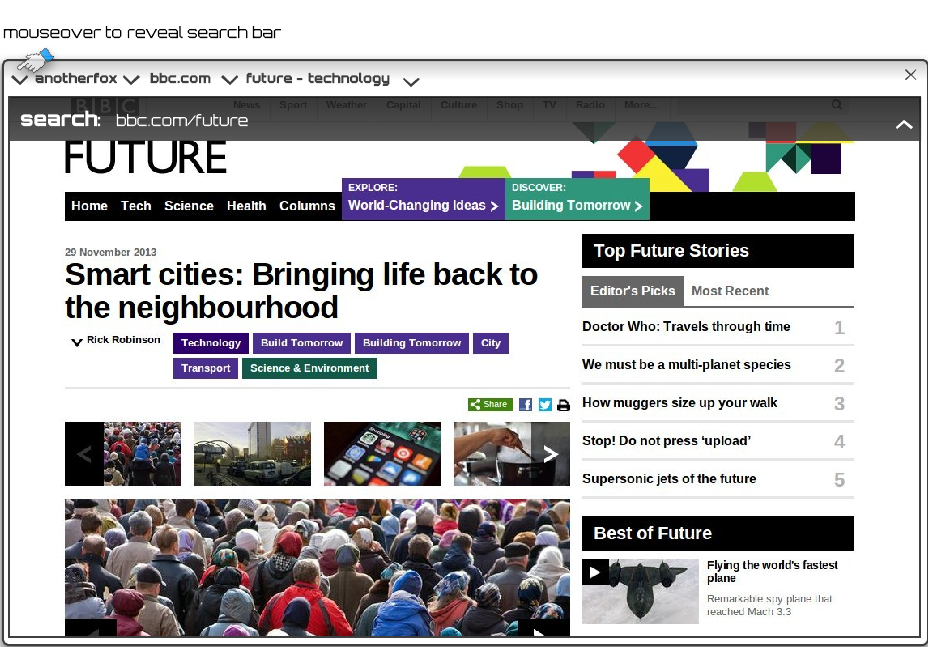 mouseover to reveal search bar
anotherfox bbc.com future - technology
BBC News Sport Weather Capital Culture Shop TV Radio More...
search: bbc.com/future
FUTURE
EXPLORE:
World-Changing Ideas
DISCOVER:
Building Tomorrow
Home Tech Science Health Columns
29 November 2013
Smart cities: Bringing life back to
the neighbourhood
Rick Robinson
Technology Build Tomorrow Building Tomorrow City
Transport Science & Environment
Share
Top Future Stories
Editor's Picks Most Recent
Doctor Who: Travels through time 1
We must be a multi-planet species 2
How muggers size up your walk 3
Stop! Do not press ‘upload’ 4
Supersonic jets of the future 5
Best of Future
Flying the world's fastest
plane
Remarkable spy plane that
reached Mach 3.3